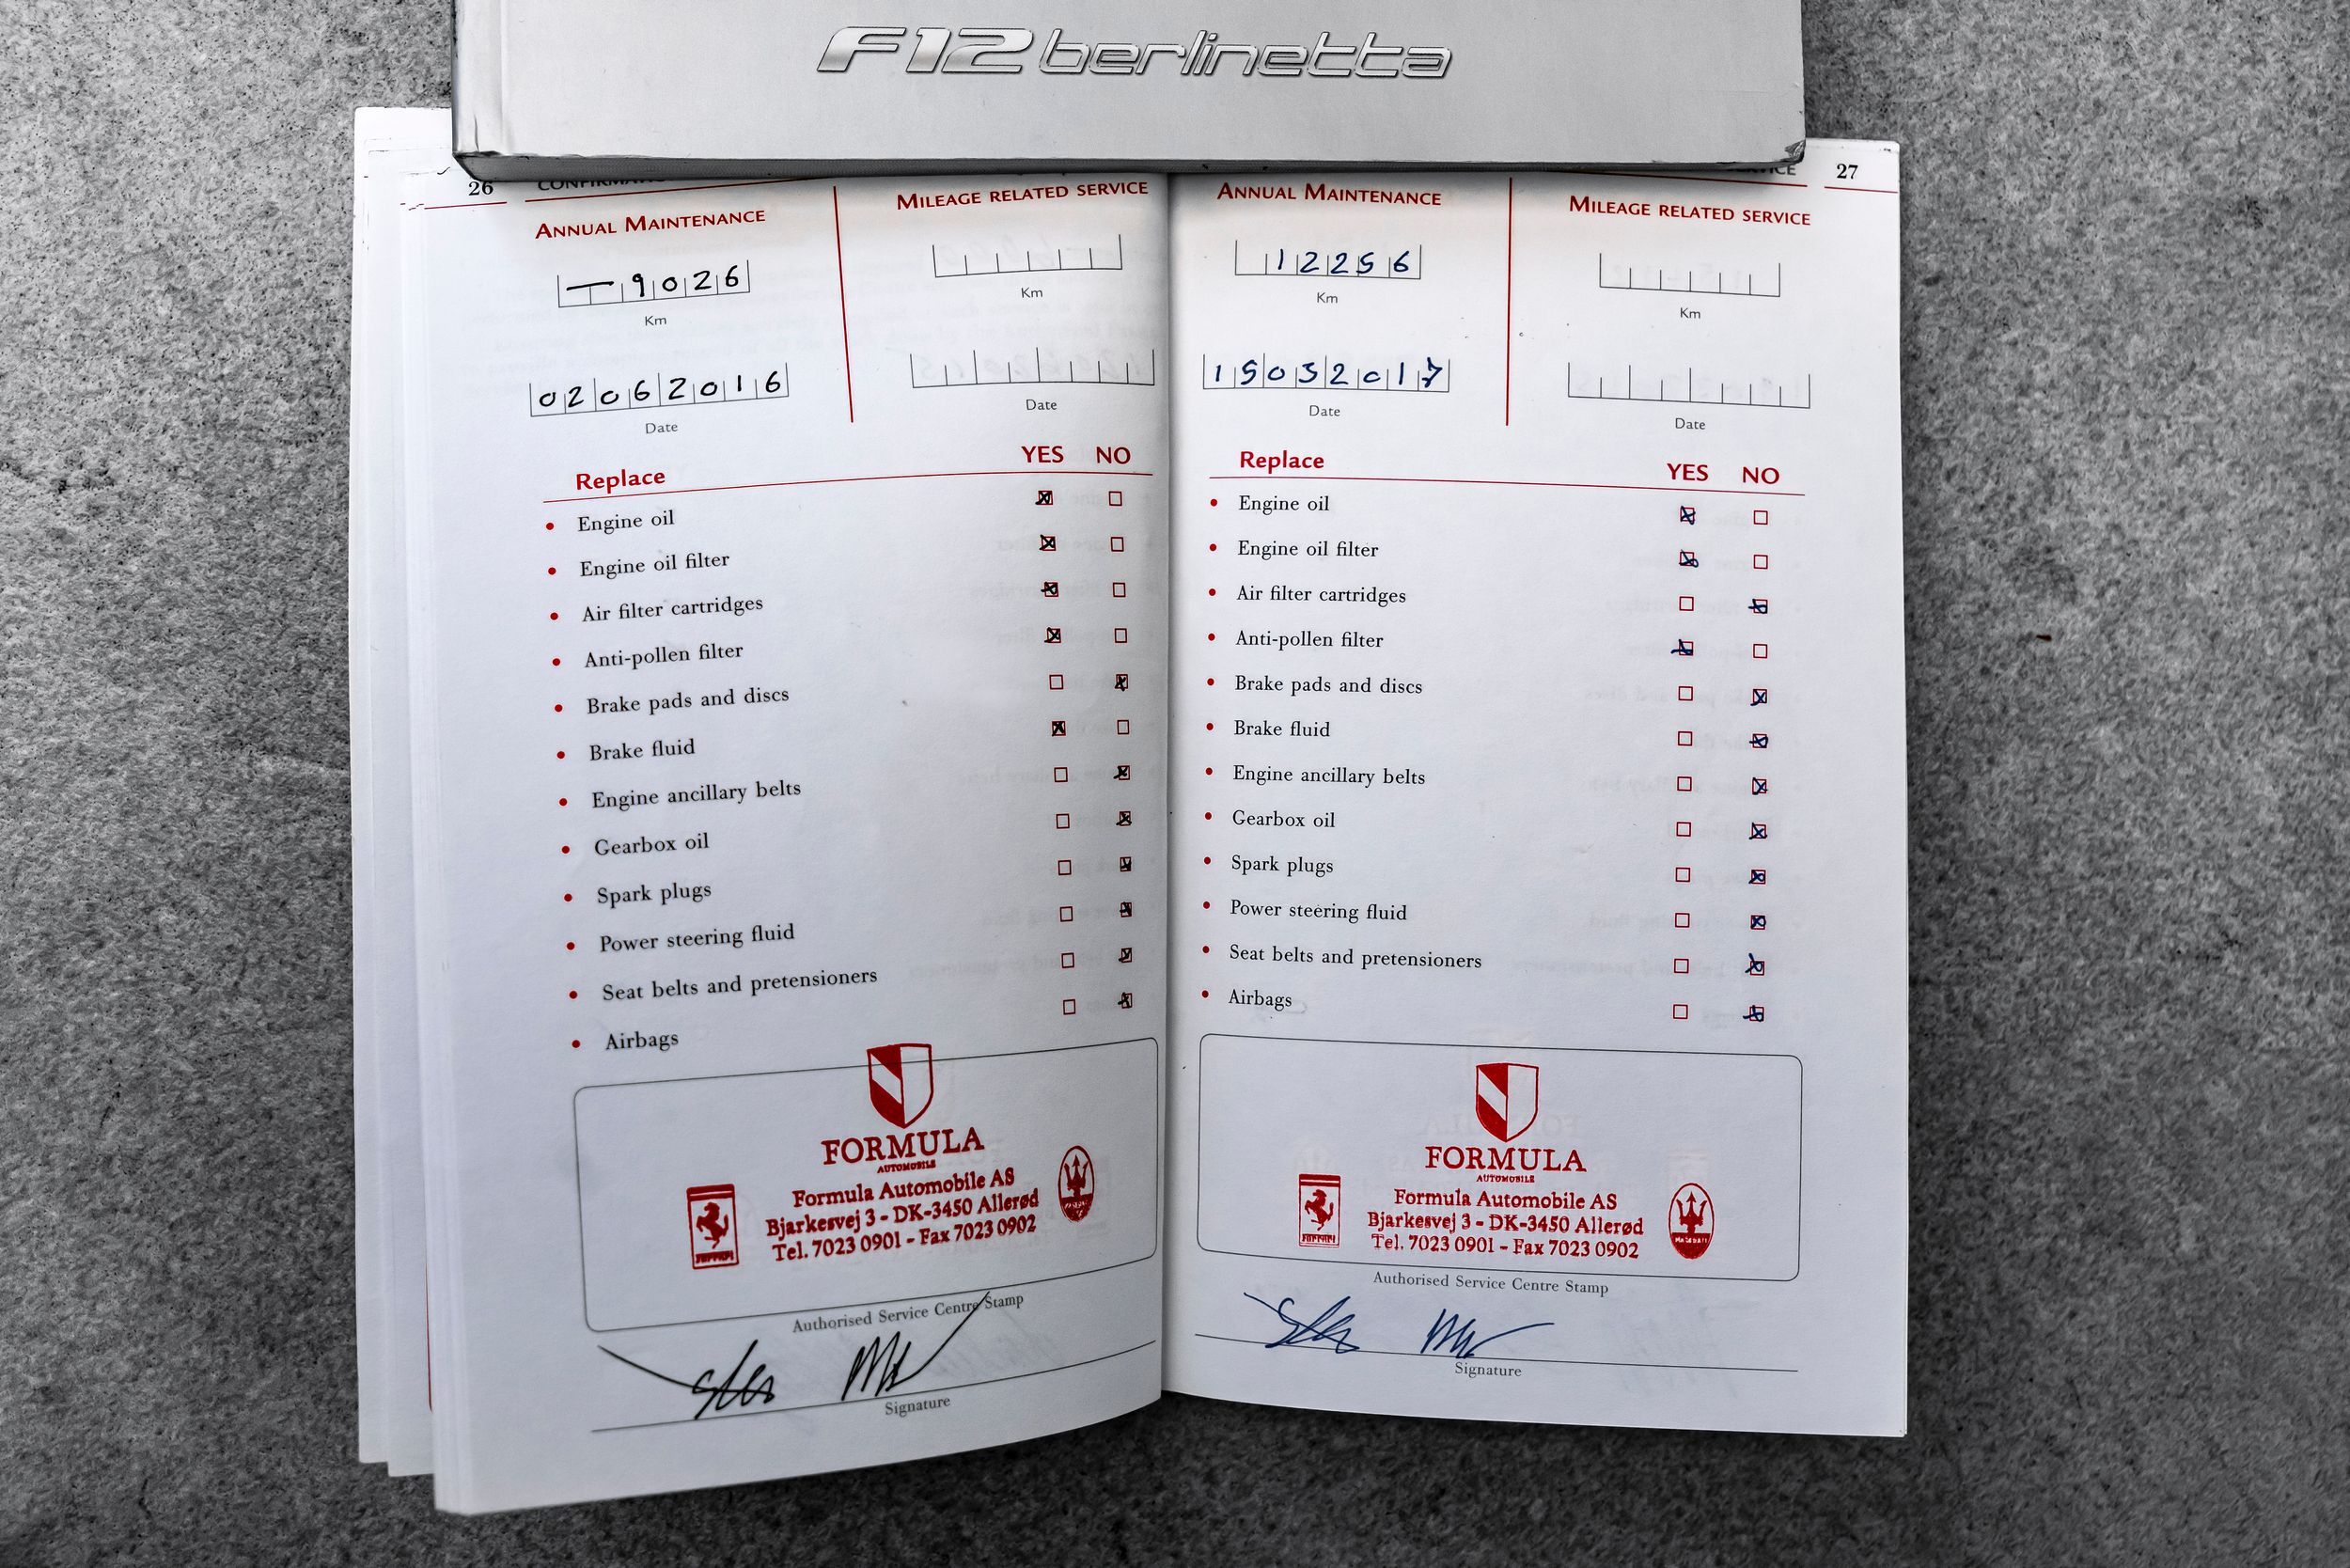 F12berlinetta
26
Annual Maintenance
Mileage related service
9026
Km
Km
02062016
Date
Date
Replace YES NO
Engine oil
Engine oil filter
Air filter cartridges
Anti-pollen filter
Brake pads and discs
Brake fluid
Engine ancillary belts
Gearbox oil
Spark plugs
Power steering fluid
Seat belts and pretensioners
Airbags
FORMULA
AUTOMOBILE
Formula Automobile AS
Bjarkesvej 3 - DK-3450 Allerød
Tel. 7023 0901 - Fax 7023 0902
Ferrari
Authorised Service Centre Stamp
Signature
27
Annual Maintenance
Mileage related service
12256
Km
Km
15032017
Date
Date
Replace YES NO
Engine oil
Engine oil filter
Air filter cartridges
Anti-pollen filter
Brake pads and discs
Brake fluid
Engine ancillary belts
Gearbox oil
Spark plugs
Power steering fluid
Seat belts and pretensioners
Airbags
FORMULA
AUTOMOBILE
Formula Automobile AS
Bjarkesvej 3 - DK-3450 Allerød
Tel. 7023 0901 - Fax 7023 0902
Ferrari
MASERATI
Authorised Service Centre Stamp
Signature